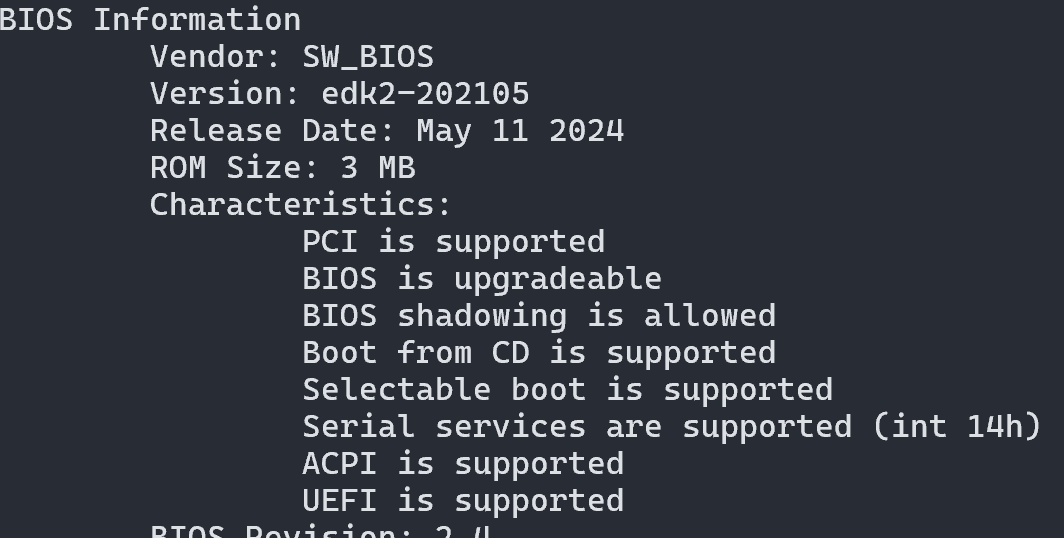 BIOS Information
Vendor: SW_BIOS
Version: edk2-202105
Release Date: May 11 2024
ROM Size: 3 MB
Characteristics:
PCI is supported
BIOS is upgradeable
BIOS shadowing is allowed
Boot from CD is supported
Selectable boot is supported
Serial services are supported (int 14h)
ACPI is supported
UEFI is supported
BIOS Revision: 2.4